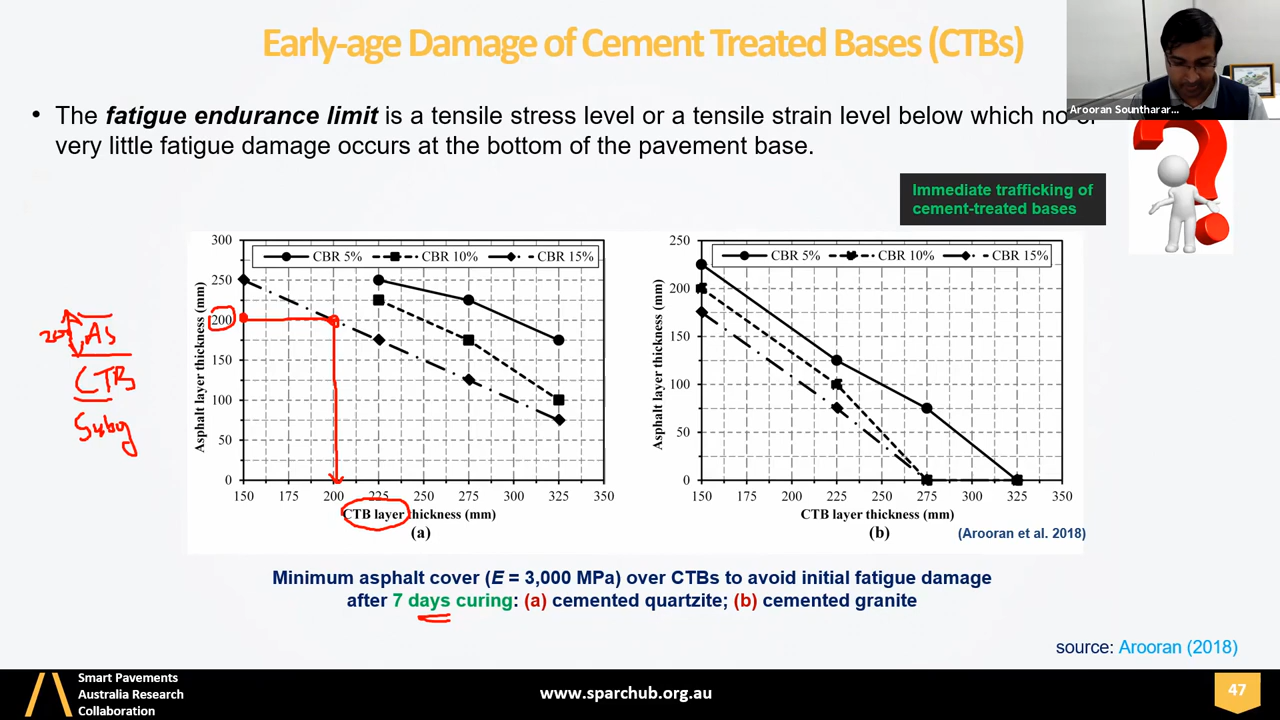 Early-age Damage of Cement Treated Bases (CTBs)
Arooran Sountharar...
• The fatigue endurance limit is a tensile stress level or a tensile strain level below which no or
very little fatigue damage occurs at the bottom of the pavement base.
Immediate trafficking of
cement-treated bases
300
250
200
150
100
50
0
Asphalt layer thickness (mm)
CBR 5% CBR 10% CBR 15%
150 175 200 225 250 275 300 325 350
CTB layer thickness (mm)
(a)
250
200
150
100
50
0
Asphalt layer thickness (mm)
CBR 5% CBR 10% CBR 15%
150 175 200 225 250 275 300 325 350
CTB layer thickness (mm)
(b)
(Arooran et al. 2018)
As
CTB
Subg
Minimum asphalt cover (E = 3,000 MPa) over CTBs to avoid initial fatigue damage
after 7 days curing: (a) cemented quartzite; (b) cemented granite
source: Arooran (2018)
Smart Pavements
Australia Research
Collaboration
www.sparchub.org.au
47